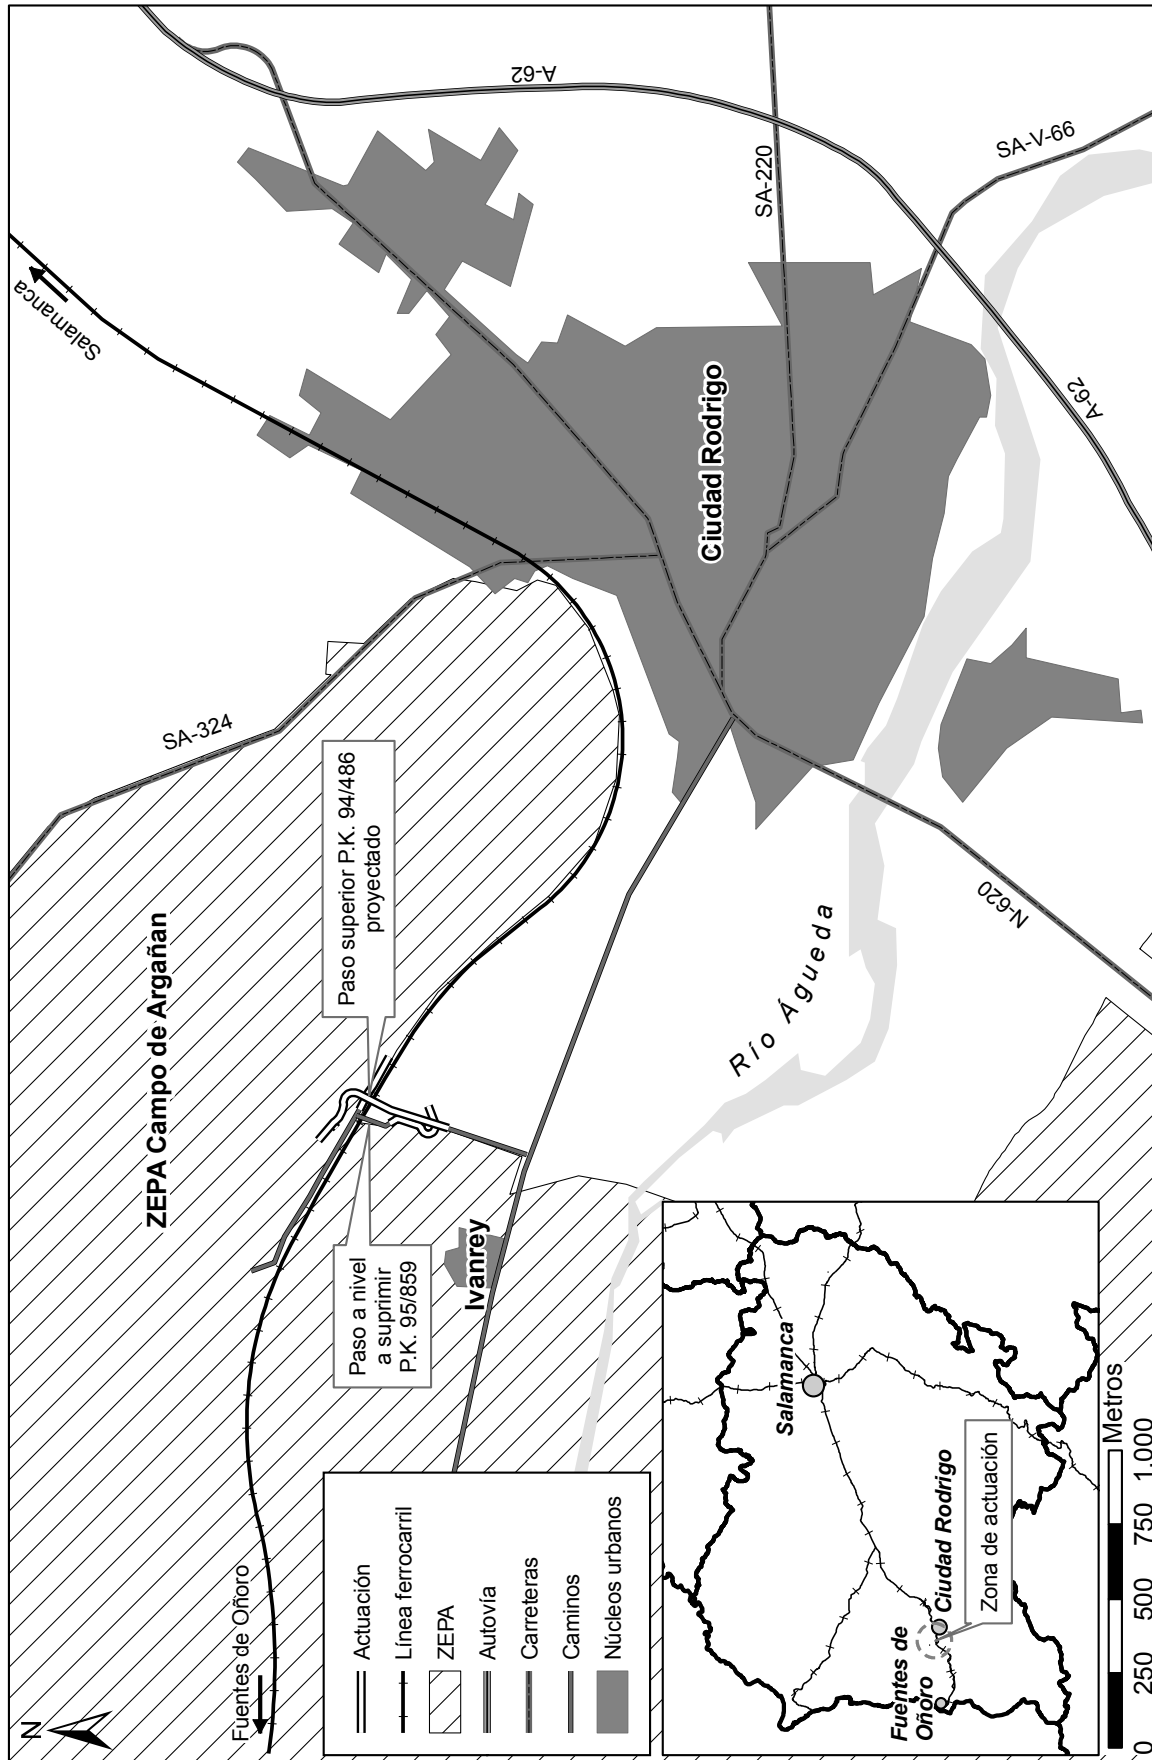 N
Fuentes de Oñoro
Salamanca
ZEPA Campo de Argañan
SA-324
A-62
SA-220
SA-V-66
A-62
N-620
Paso superior P.K. 94/486
proyectado
Paso a nivel
a suprimir
P.K. 95/859
Ivanrey
Ciudad Rodrigo
Río Águeda
Actuación
Línea ferrocarril
ZEPA
Autovía
Carreteras
Caminos
Núcleos urbanos
Salamanca
Fuentes de
Oñoro
Ciudad Rodrigo
Zona de actuación
0 250 500 750 1.000
Metros